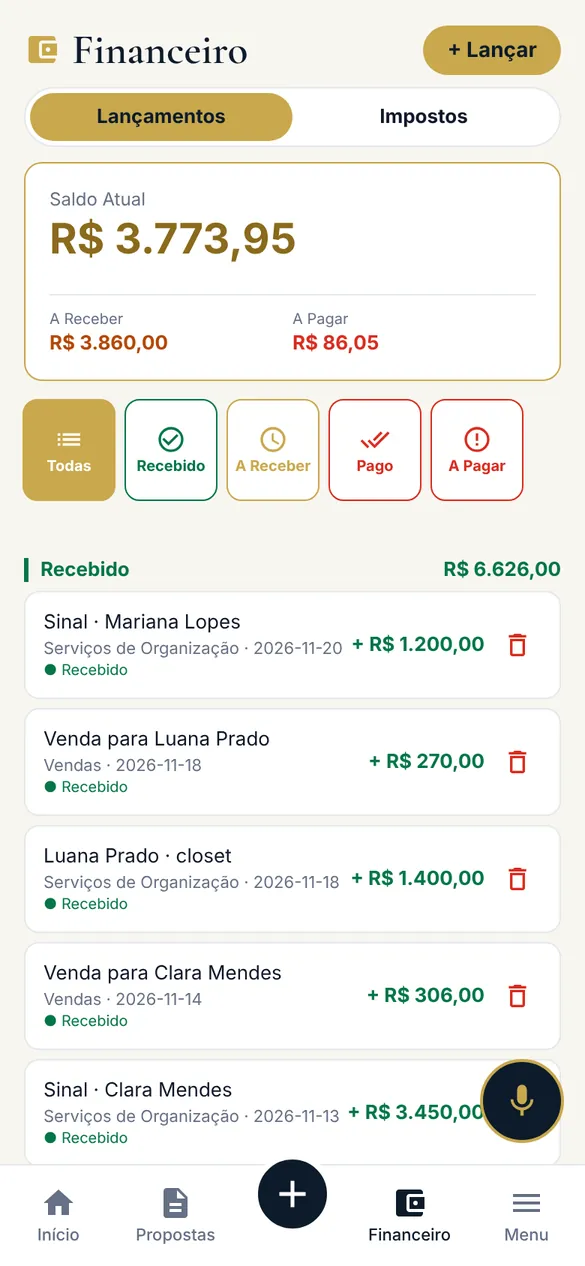 Financeiro
+ Lançar
Lançamentos
Impostos
Saldo Atual
R$ 3.773,95
A Receber
A Pagar
R$ 3.860,00
R$ 86,05
Todas
Recebido
A Receber
Pago
A Pagar
Recebido
R$ 6.626,00
Sinal · Mariana Lopes
Serviços de Organização · 2026-11-20
+ R$ 1.200,00
Recebido
Venda para Luana Prado
Vendas · 2026-11-18
+ R$ 270,00
Recebido
Luana Prado · closet
Serviços de Organização · 2026-11-18
+ R$ 1.400,00
Recebido
Venda para Clara Mendes
Vendas · 2026-11-14
+ R$ 306,00
Recebido
Sinal · Clara Mendes
Serviços de Organização · 2026-11-13
+ R$ 3.450,00
Recebido
Início
Propostas
Financeiro
Menu